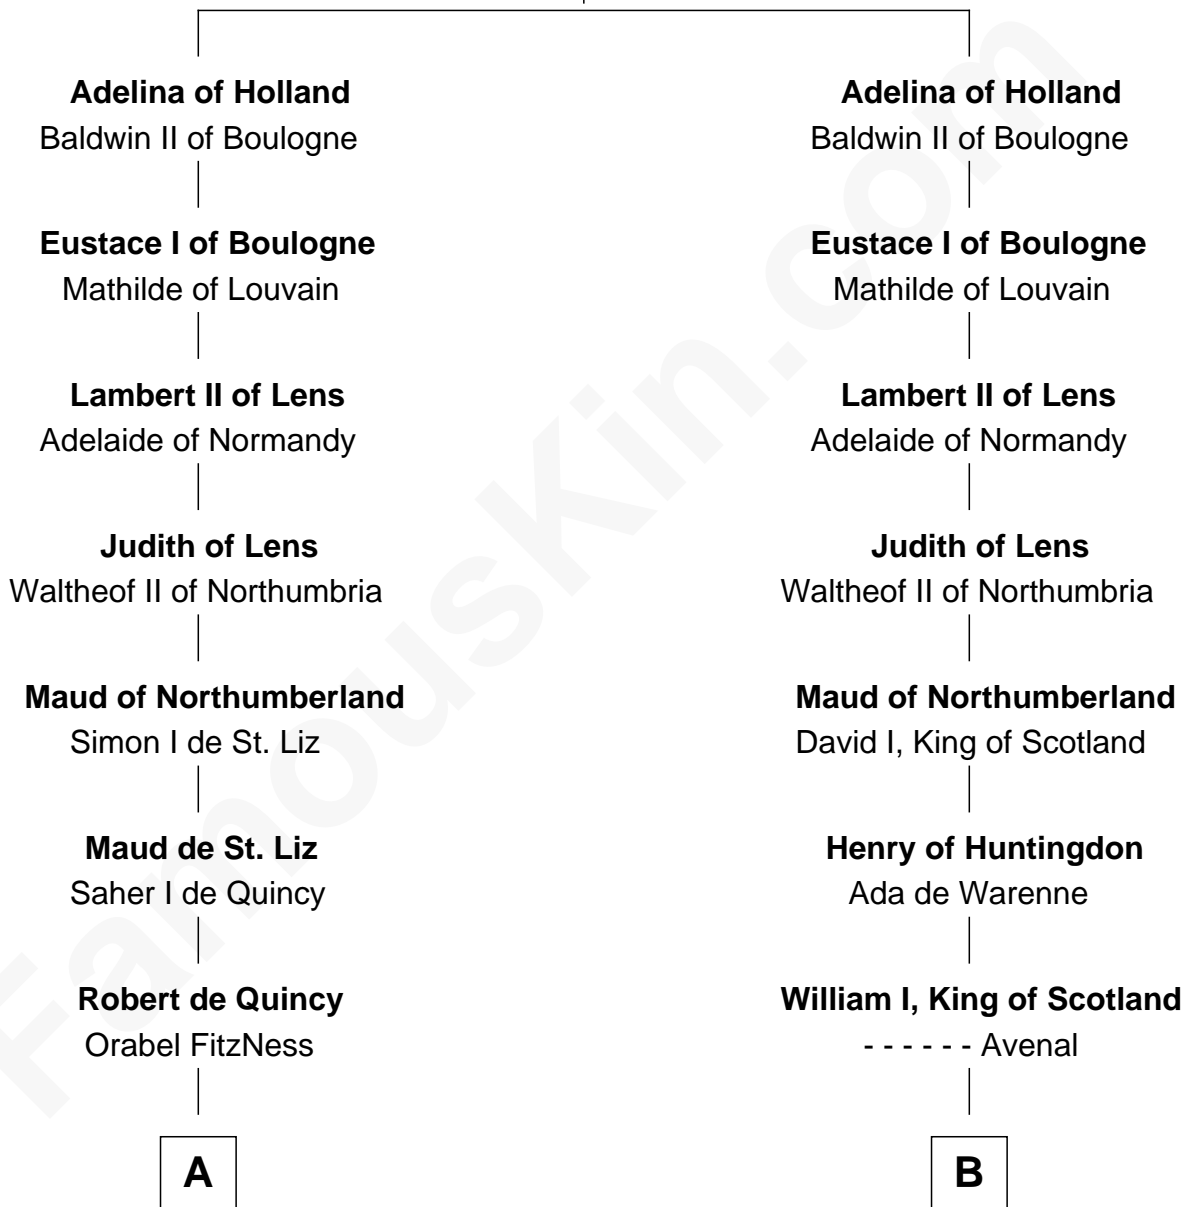 Adelina of Holland
Baldwin II of Boulogne
Eustace I of Boulogne
Mathilde of Louvain
Lambert II of Lens
Adelaide of Normandy
Judith of Lens
Waltheof II of Northumbria
Maud of Northumberland
Simon I de St. Liz
Maud de St. Liz
Saher I de Quincy
Robert de Quincy
Orabel FitzNess
A
Adelina of Holland
Baldwin II of Boulogne
Eustace I of Boulogne
Mathilde of Louvain
Lambert II of Lens
Adelaide of Normandy
Judith of Lens
Waltheof II of Northumbria
Maud of Northumberland
David I, King of Scotland
Henry of Huntingdon
Ada de Warenne
William I, King of Scotland
- - - - - - Avenal
B
FamousKin.com